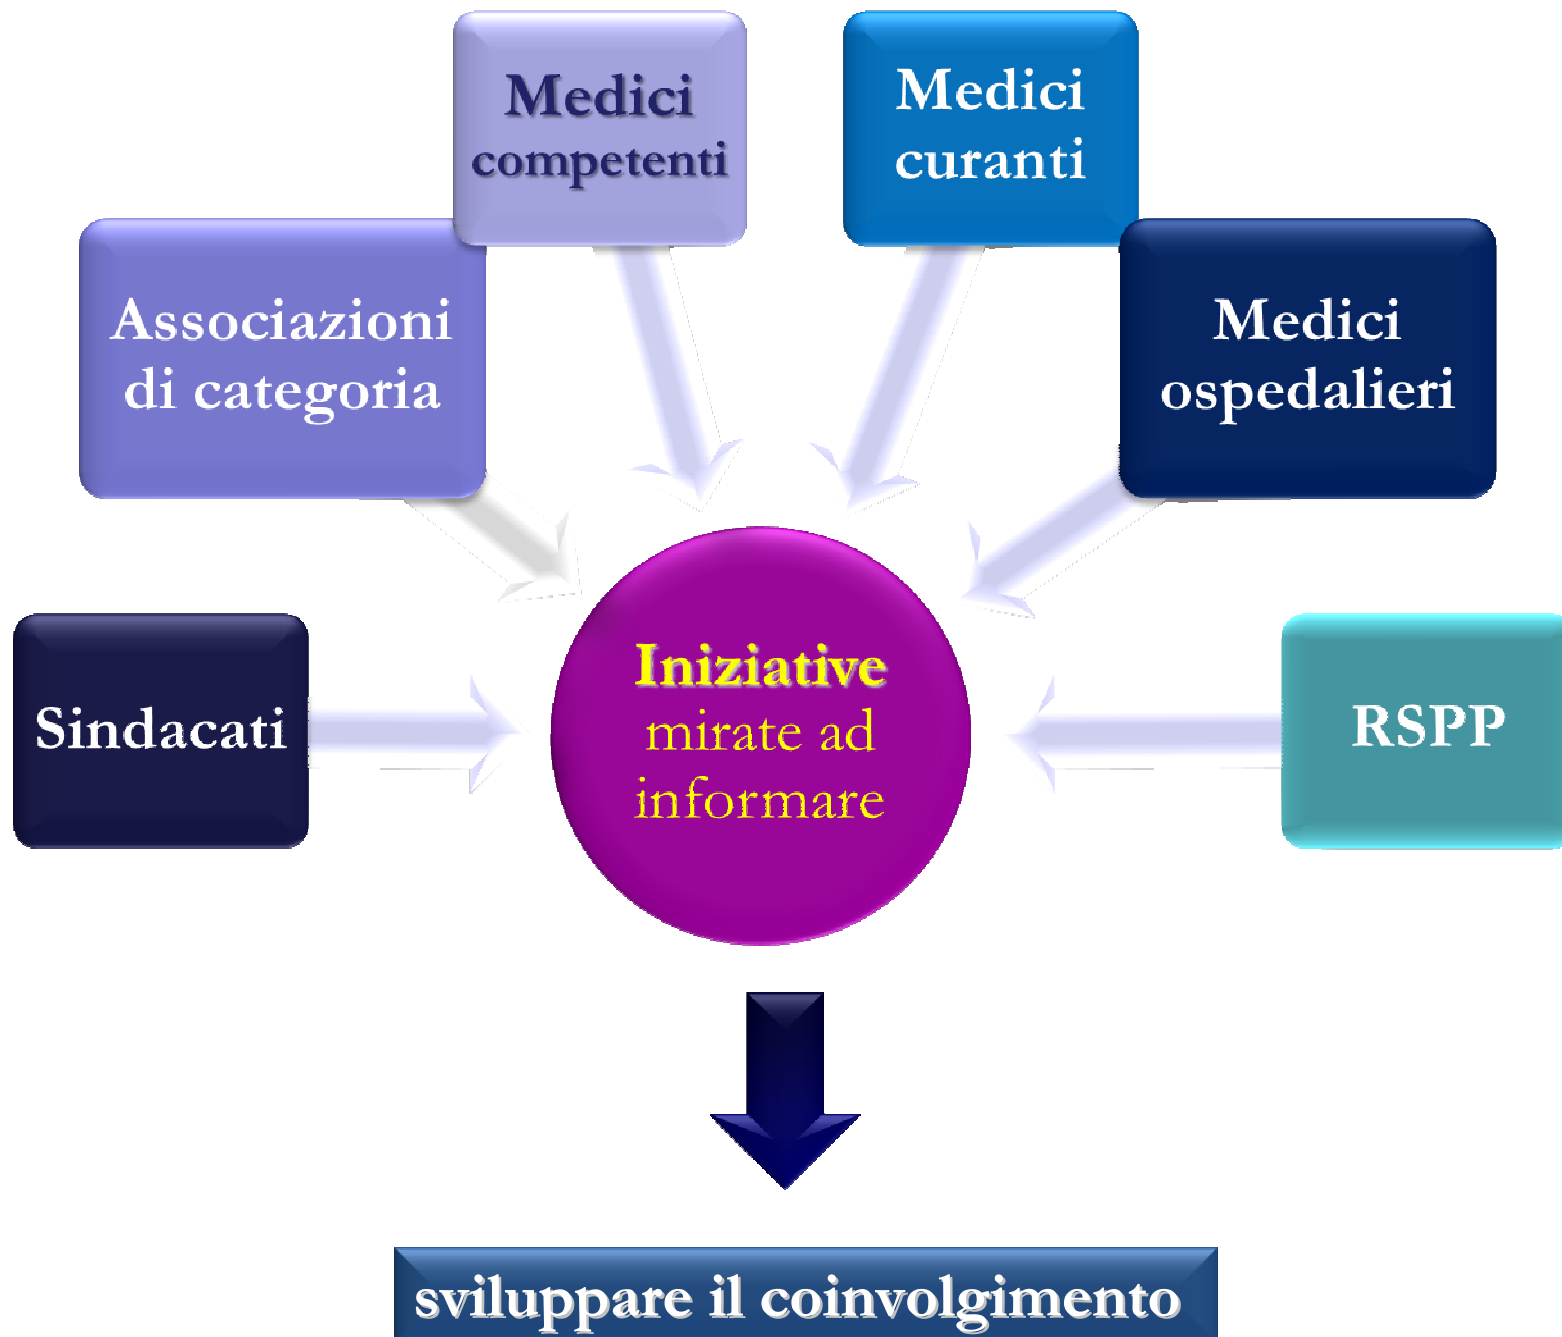 Medici
competenti
Medici
curanti
Associazioni
di categoria
Medici
ospedalieri
Sindacati
Iniziative
mirate ad
informare
RSPP
sviluppare il coinvolgimento